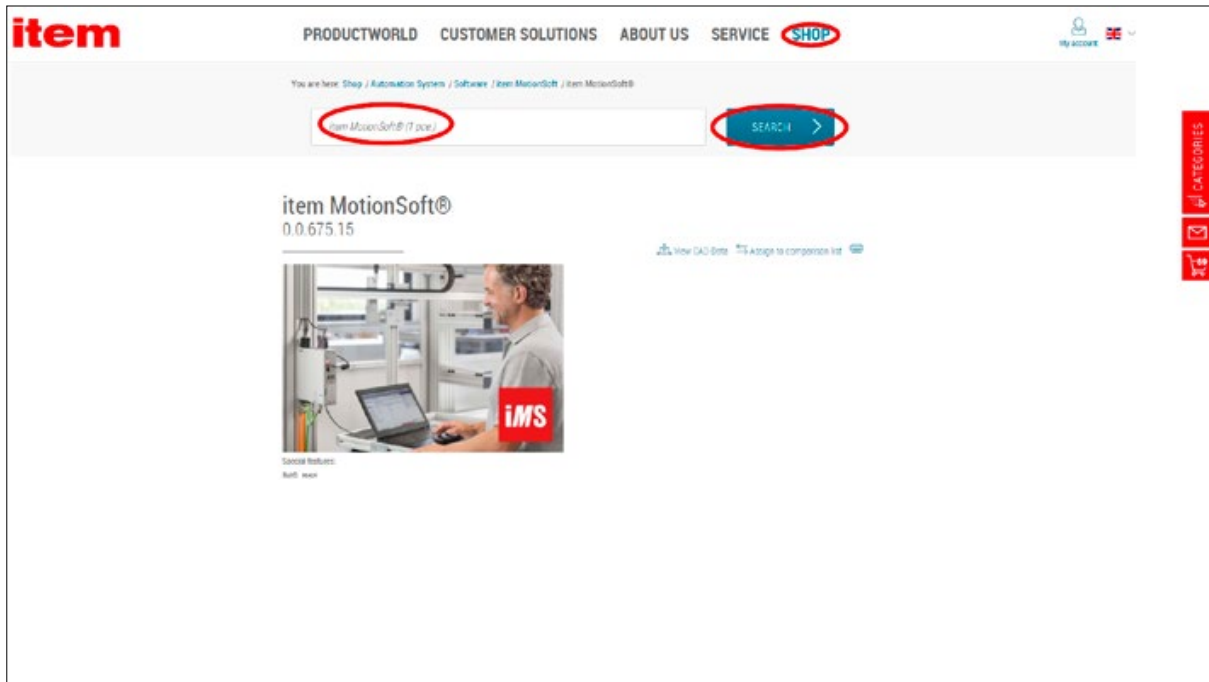 item
PRODUCTWORLD CUSTOMER SOLUTIONS ABOUT US SERVICE SHOP
My account
You are here: Shop / Automation System / Software / item MotionSoft / item MotionSoft®
item MotionSoft® (1 pce.)
SEARCH
CATEGORIES
item MotionSoft®
0.0.675.15
View CAD-Data Assign to comparison list
iMS
Special features: